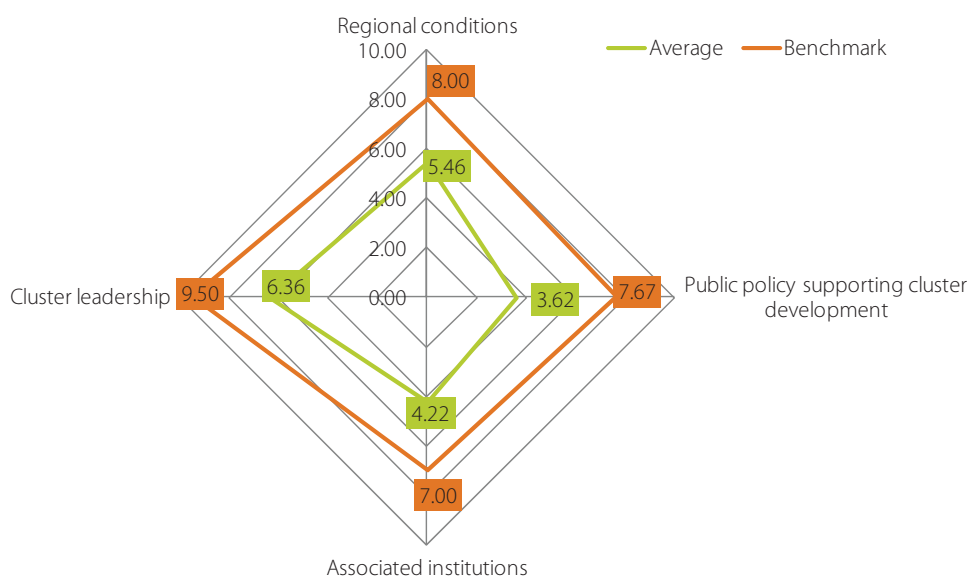 Regional conditions
10.00
Average
Benchmark
8.00
8.00
6.00
5.46
4.00
2.00
0.00
Cluster leadership
9.50
6.36
3.62
7.67
Public policy supporting cluster
development
4.22
7.00
Associated institutions